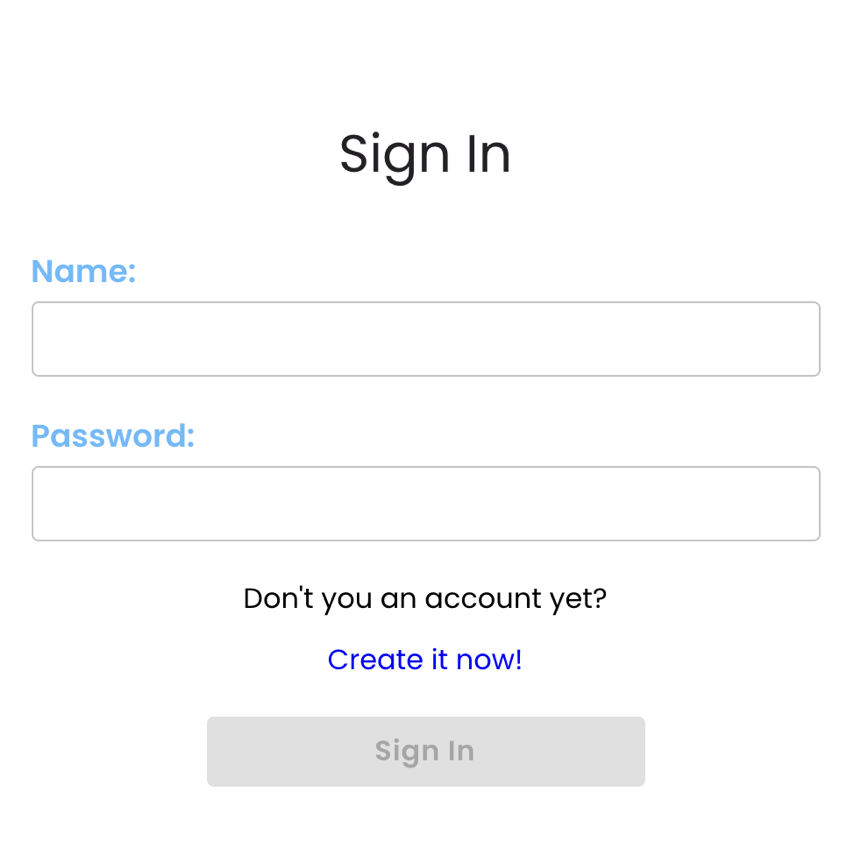 Sign In
Name:
Password:
Don't you an account yet?
Create it now!
Sign In